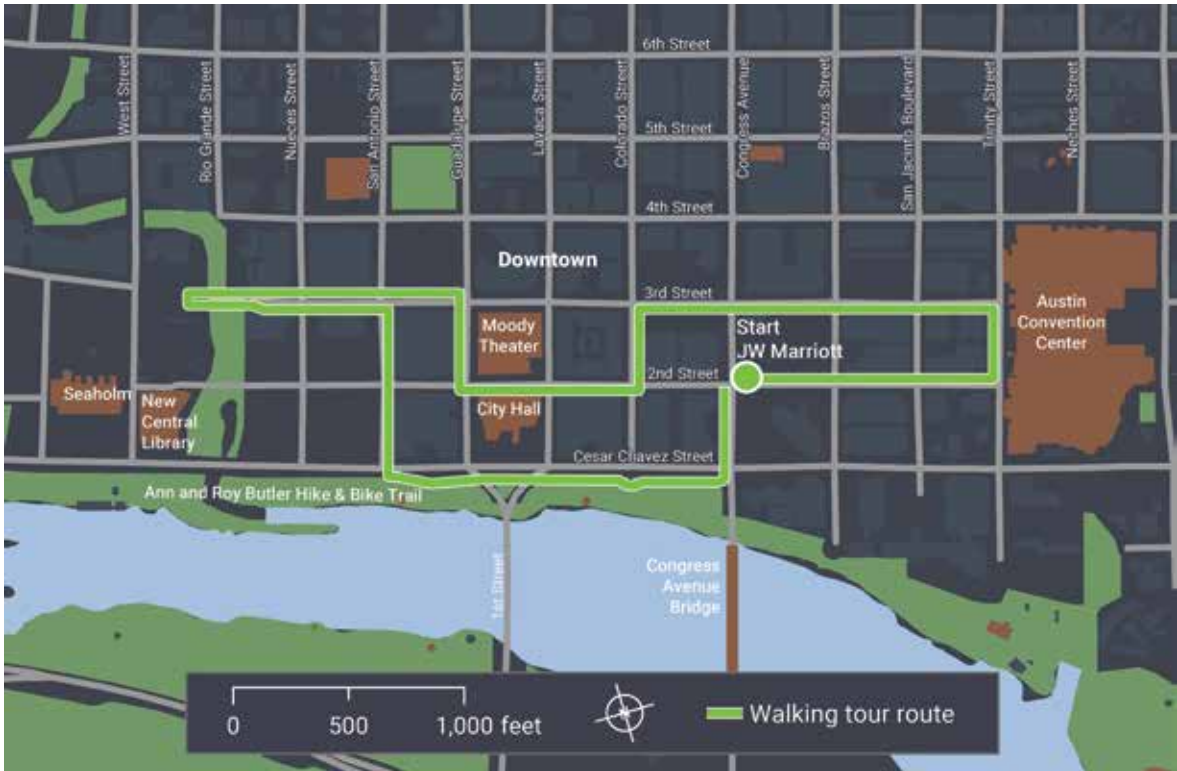 6th Street
West Street
Rio Grande Street
Nueces Street
San Antonio Street
Guadalupe Street
Lavaca Street
Colorado Street
Congress Avenue
Brazos Street
San Jacinto Boulevard
Trinity Street
Neches Street
5th Street
4th Street
Downtown
3rd Street
Moody
Theater
Start
JW Marriott
Austin
Convention
Center
2nd Street
Seaholm
New
Central
Library
City Hall
Cesar Chavez Street
Ann and Roy Butler Hike & Bike Trail
1st Street
Congress
Avenue
Bridge
0
500
1,000 feet
Walking tour route